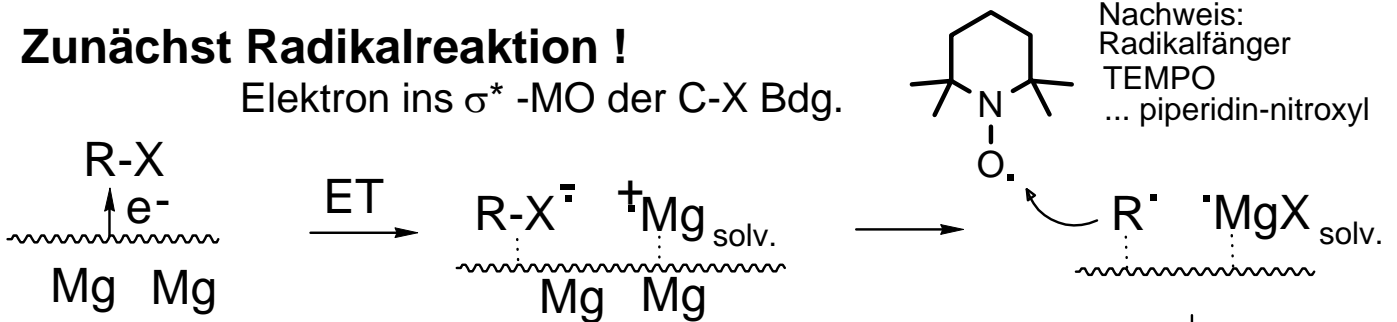 Zunächst Radikalreaktion !
Elektron ins σ* -MO der C-X Bdg.
Nachweis:
Radikalfänger
TEMPO
... piperidin-nitroxyl
N
O.
R-X
e-
Mg Mg
ET
R-X -. +. Mg solv.
Mg Mg
R· ·MgX solv.